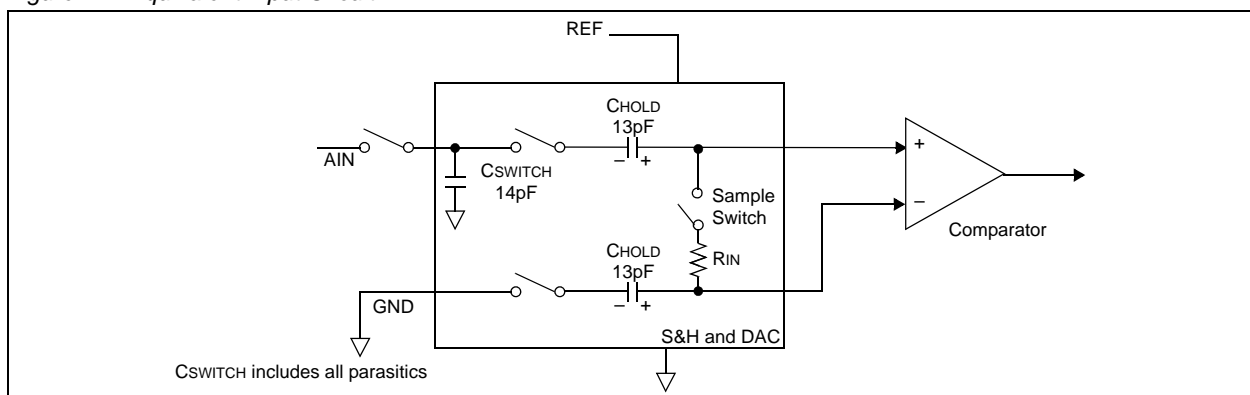 REF
CHOLD
13pF
AIN
CSWITCH
14pF
+
− +
Sample
Switch
−
Comparator
CHOLD
13pF
RIN
− +
GND
S&H and DAC
CSWITCH includes all parasitics